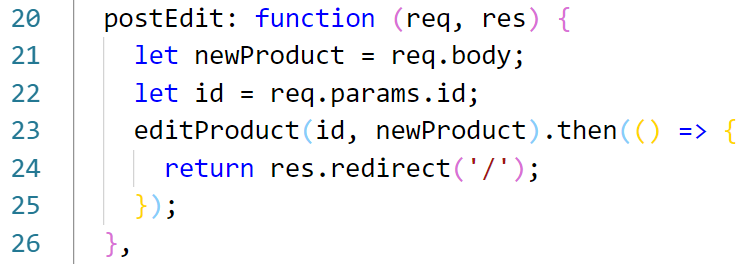 20 postEdit: function (req, res) {
21 let newProduct = req.body;
22 let id = req.params.id;
23 editProduct(id, newProduct).then(() => {
24 return res.redirect('/');
25 });
26 },